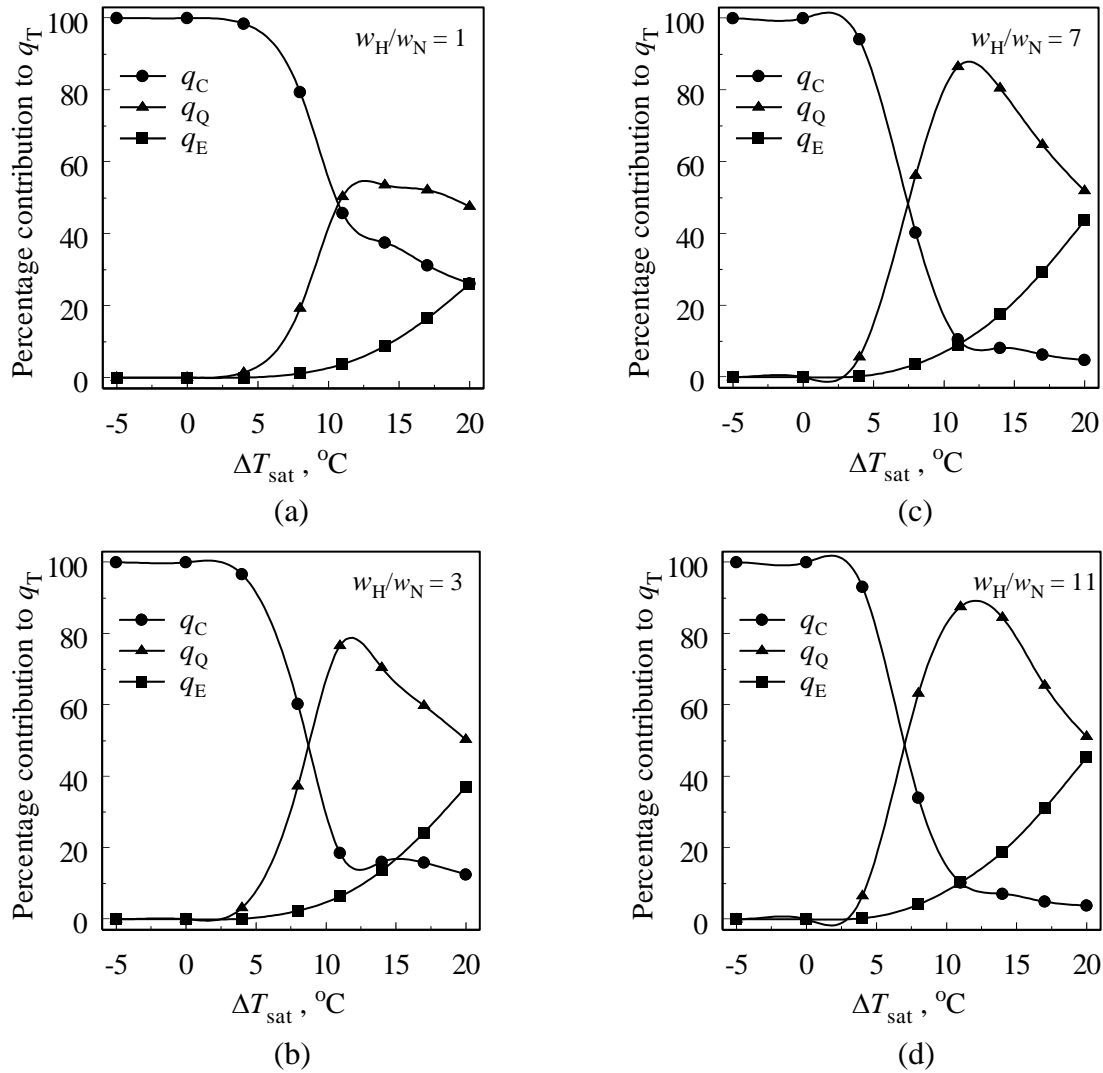 Percentage contribution to q_T
100
80
60
40
20
0
w_H/w_N = 1
q_C
q_Q
q_E
-5 0 5 10 15 20
ΔT_sat , °C
(a)
Percentage contribution to q_T
100
80
60
40
20
0
w_H/w_N = 7
q_C
q_Q
q_E
-5 0 5 10 15 20
ΔT_sat , °C
(c)
Percentage contribution to q_T
100
80
60
40
20
0
w_H/w_N = 3
q_C
q_Q
q_E
-5 0 5 10 15 20
ΔT_sat , °C
(b)
Percentage contribution to q_T
100
80
60
40
20
0
w_H/w_N = 11
q_C
q_Q
q_E
-5 0 5 10 15 20
ΔT_sat , °C
(d)